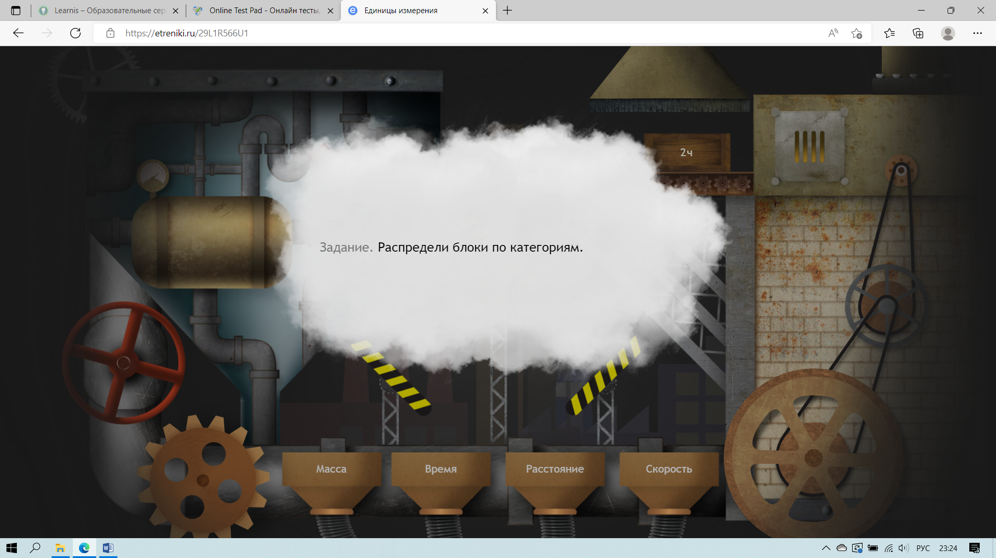 Learnis – Образовательные сер
Online Test Pad - Онлайн тесты,
Единицы измерения
https://etreniki.ru/29L1R566U1
2ч
Задание. Распредели блоки по категориям.
Масса
Время
Расстояние
Скорость
РУС
23:24